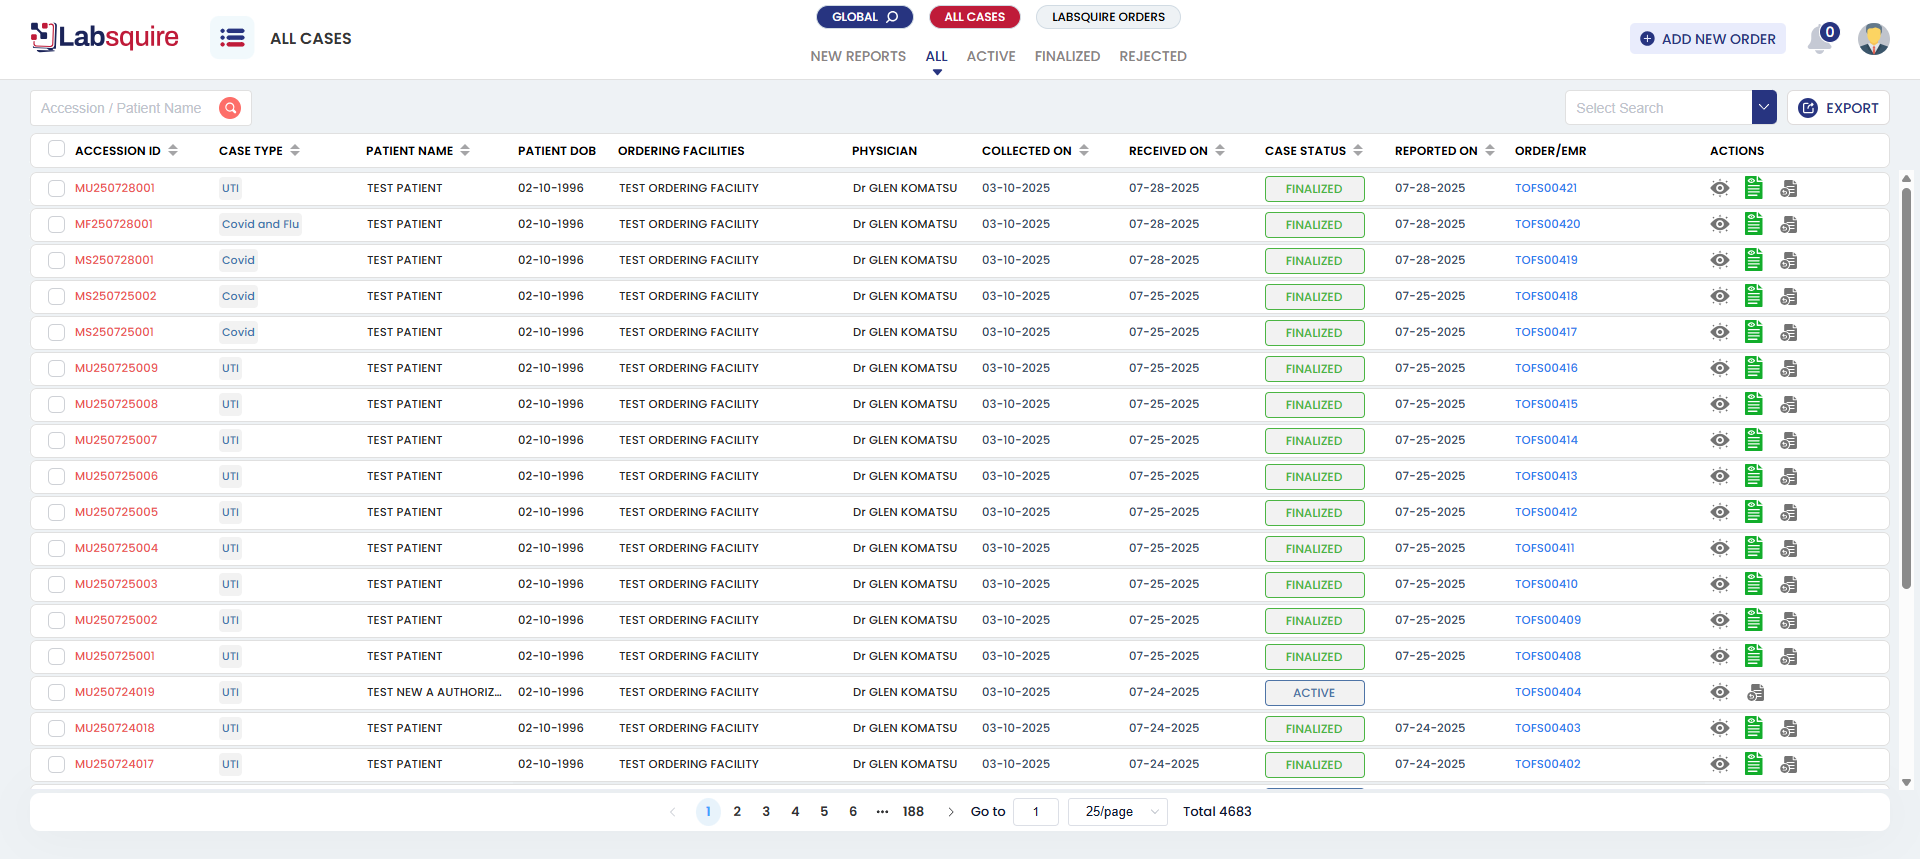 Labsquire
ALL CASES
GLOBAL ALL CASES LABSQUIRE ORDERS
NEW REPORTS ALL ACTIVE FINALIZED REJECTED
ADD NEW ORDER 0
Accession / Patient Name
Select Search EXPORT
ACCESSION ID CASE TYPE PATIENT NAME PATIENT DOB ORDERING FACILITIES PHYSICIAN COLLECTED ON RECEIVED ON CASE STATUS REPORTED ON ORDER/EMR ACTIONS
MU250728001 UTI TEST PATIENT 02-10-1996 TEST ORDERING FACILITY Dr GLEN KOMATSU 03-10-2025 07-28-2025 FINALIZED 07-28-2025 TOFS00421
MF250728001 Covid and Flu TEST PATIENT 02-10-1996 TEST ORDERING FACILITY Dr GLEN KOMATSU 03-10-2025 07-28-2025 FINALIZED 07-28-2025 TOFS00420
MS250728001 Covid TEST PATIENT 02-10-1996 TEST ORDERING FACILITY Dr GLEN KOMATSU 03-10-2025 07-28-2025 FINALIZED 07-28-2025 TOFS00419
MS250725002 Covid TEST PATIENT 02-10-1996 TEST ORDERING FACILITY Dr GLEN KOMATSU 03-10-2025 07-25-2025 FINALIZED 07-25-2025 TOFS00418
MS250725001 Covid TEST PATIENT 02-10-1996 TEST ORDERING FACILITY Dr GLEN KOMATSU 03-10-2025 07-25-2025 FINALIZED 07-25-2025 TOFS00417
MU250725009 UTI TEST PATIENT 02-10-1996 TEST ORDERING FACILITY Dr GLEN KOMATSU 03-10-2025 07-25-2025 FINALIZED 07-25-2025 TOFS00416
MU250725008 UTI TEST PATIENT 02-10-1996 TEST ORDERING FACILITY Dr GLEN KOMATSU 03-10-2025 07-25-2025 FINALIZED 07-25-2025 TOFS00415
MU250725007 UTI TEST PATIENT 02-10-1996 TEST ORDERING FACILITY Dr GLEN KOMATSU 03-10-2025 07-25-2025 FINALIZED 07-25-2025 TOFS00414
MU250725006 UTI TEST PATIENT 02-10-1996 TEST ORDERING FACILITY Dr GLEN KOMATSU 03-10-2025 07-25-2025 FINALIZED 07-25-2025 TOFS00413
MU250725005 UTI TEST PATIENT 02-10-1996 TEST ORDERING FACILITY Dr GLEN KOMATSU 03-10-2025 07-25-2025 FINALIZED 07-25-2025 TOFS00412
MU250725004 UTI TEST PATIENT 02-10-1996 TEST ORDERING FACILITY Dr GLEN KOMATSU 03-10-2025 07-25-2025 FINALIZED 07-25-2025 TOFS00411
MU250725003 UTI TEST PATIENT 02-10-1996 TEST ORDERING FACILITY Dr GLEN KOMATSU 03-10-2025 07-25-2025 FINALIZED 07-25-2025 TOFS00410
MU250725002 UTI TEST PATIENT 02-10-1996 TEST ORDERING FACILITY Dr GLEN KOMATSU 03-10-2025 07-25-2025 FINALIZED 07-25-2025 TOFS00409
MU250725001 UTI TEST PATIENT 02-10-1996 TEST ORDERING FACILITY Dr GLEN KOMATSU 03-10-2025 07-25-2025 FINALIZED 07-25-2025 TOFS00408
MU250724019 UTI TEST NEW A AUTHORIZ... 02-10-1996 TEST ORDERING FACILITY Dr GLEN KOMATSU 03-10-2025 07-24-2025 ACTIVE TOFS00404
MU250724018 UTI TEST PATIENT 02-10-1996 TEST ORDERING FACILITY Dr GLEN KOMATSU 03-10-2025 07-24-2025 FINALIZED 07-24-2025 TOFS00403
MU250724017 UTI TEST PATIENT 02-10-1996 TEST ORDERING FACILITY Dr GLEN KOMATSU 03-10-2025 07-24-2025 FINALIZED 07-24-2025 TOFS00402
1 2 3 4 5 6 ••• 188 Go to 1 25/page Total 4683